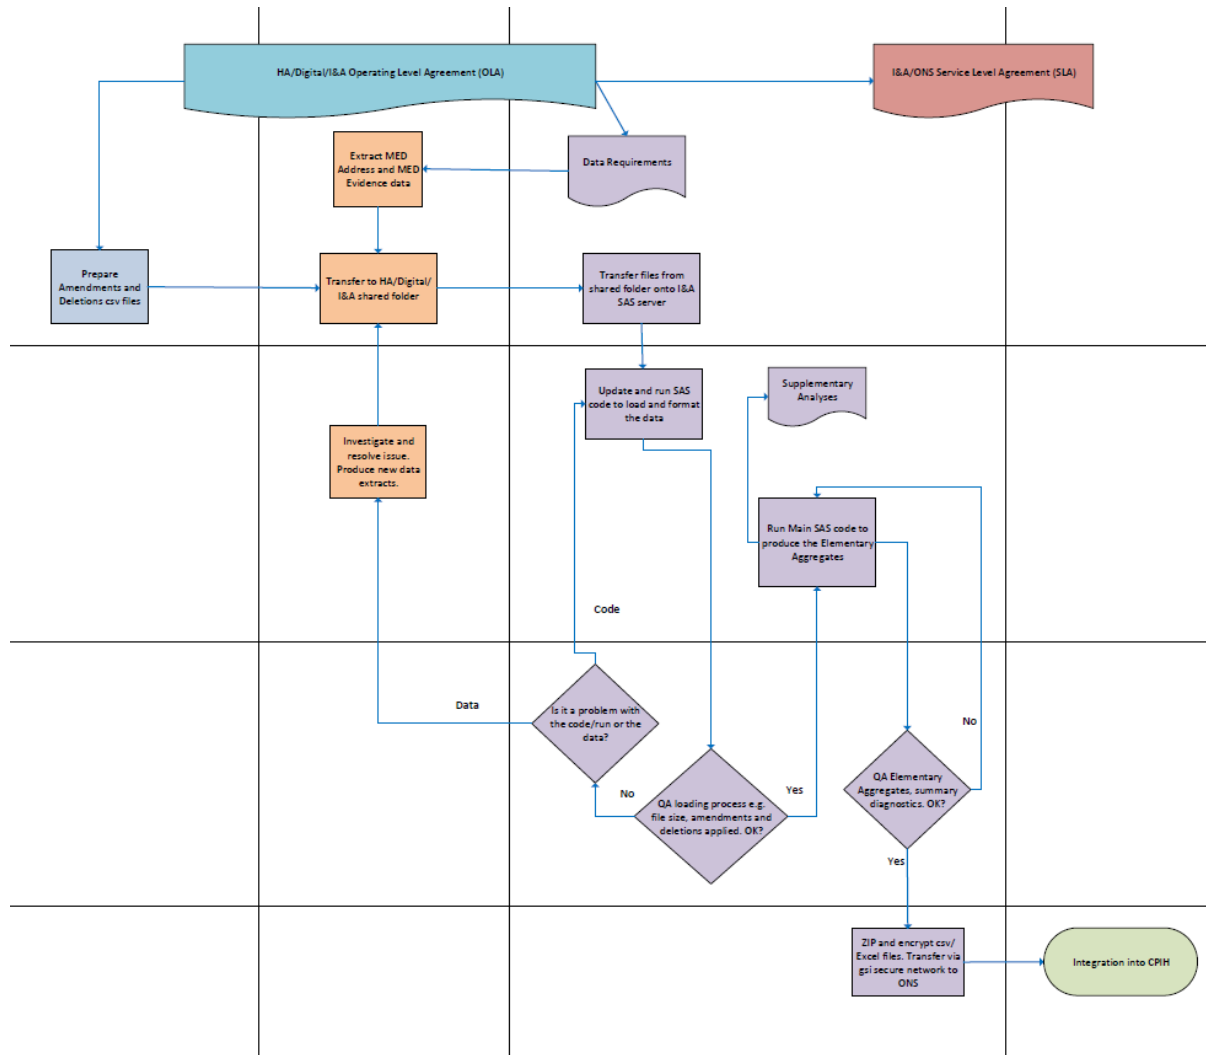 HA/Digital/I&A Operating Level Agreement (OLA)
I&A/ONS Service Level Agreement (SLA)
Extract MED
Address and MED
Evidence data
Data Requirements
Prepare
Amendments and
Deletions csv files
Transfer to HA/Digital/
I&A shared folder
Transfer files from
shared folder onto I&A
SAS server
Update and run SAS
code to load and format
the data
Supplementary
Analyses
Investigate and
resolve issue.
Produce new data
extracts.
Run Main SAS code to
produce the Elementary
Aggregates
Code
Data
Is it a problem with
the code/run or the
data?
No
QA Elementary
Aggregates, summary
diagnostics. OK?
No
Yes
QA loading process e.g.
file size, amendments and
deletions applied. OK?
Yes
ZIP and encrypt csv/
Excel files. Transfer via
gsi secure network to
ONS
Integration into CPIH